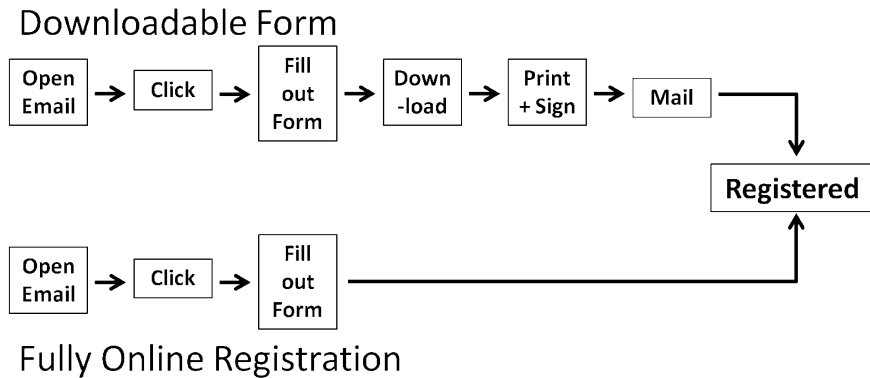 Downloadable Form
Open
Email
Click
Fill
out
Form
Down
-load
Print
+ Sign
Mail
Registered
Open
Email
Click
Fill
out
Form
Fully Online Registration